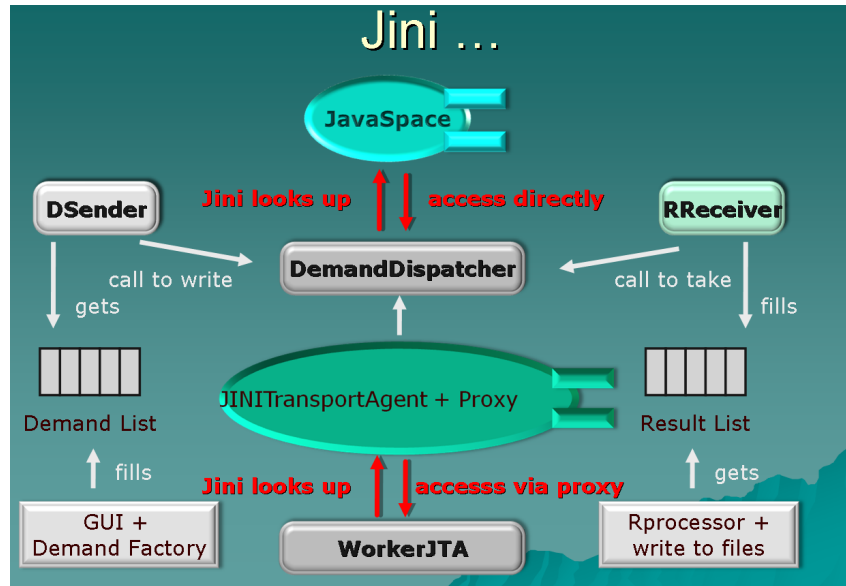 Jini ...
JavaSpace
Jini looks up
access directly
DSender
RReceiver
DemandDispatcher
call to write
call to take
gets
fills
JINITransportAgent + Proxy
Demand List
Result List
fills
Jini looks up
accesss via proxy
gets
GUI +
Demand Factory
WorkerJTA
Rprocessor +
write to files